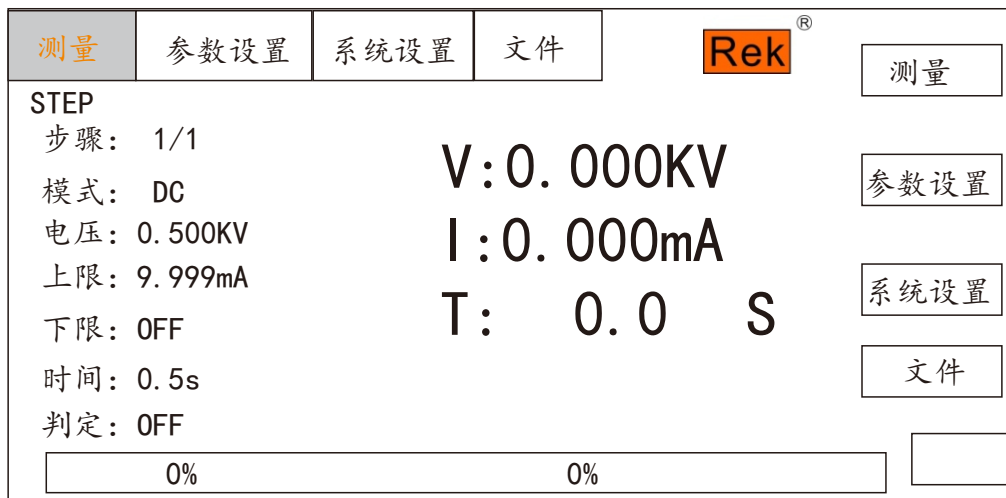 测量 参数设置 系统设置 文件 Rek®
测量
STEP
步骤: 1/1
V:0.000KV
参数设置
模式: DC
电压: 0.500KV
I:0.000mA
上限: 9.999mA
系统设置
下限: OFF
T: 0.0 S
时间: 0.5s
文件
判定: OFF
0% 0%